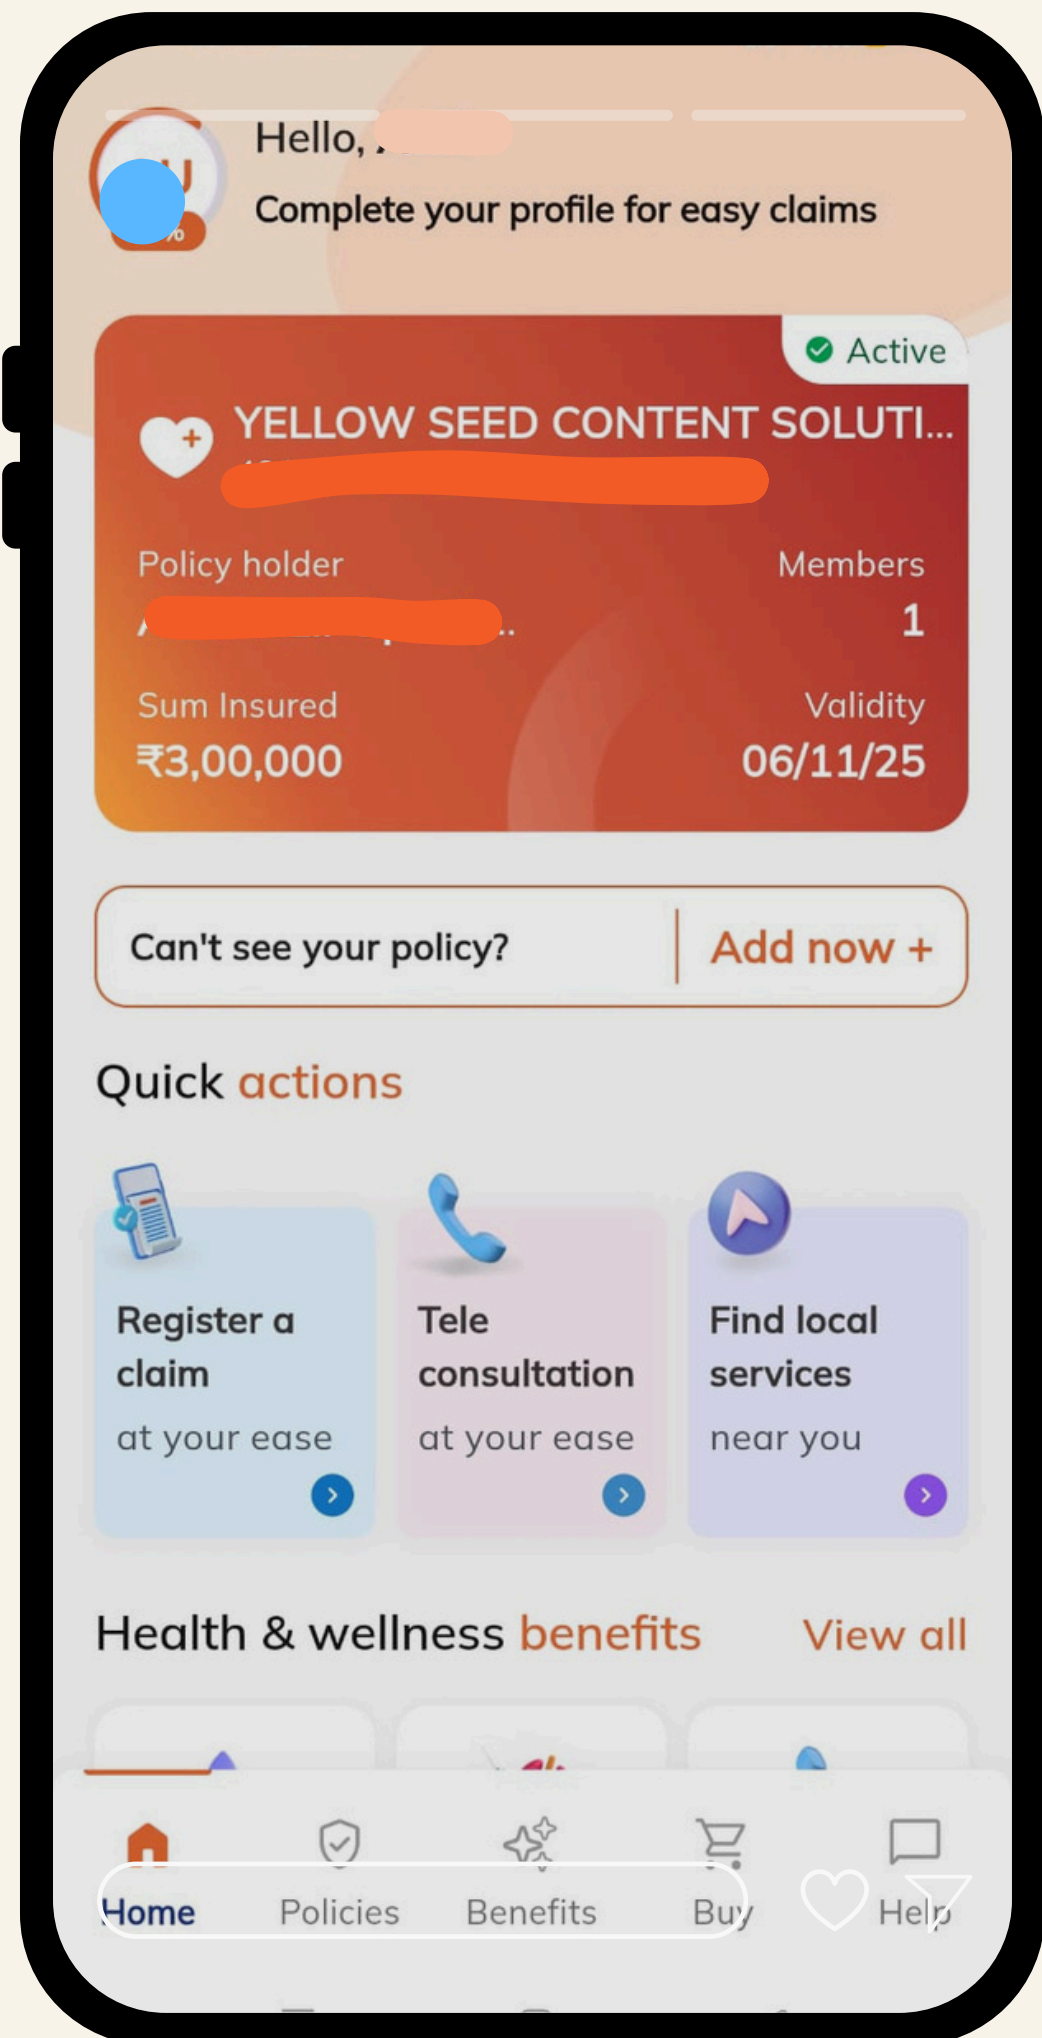 Hello,
Complete your profile for easy claims
Active
YELLOW SEED CONTENT SOLUTI...
Policy holder
Members
1
Sum Insured
Validity
₹3,00,000
06/11/25
Can't see your policy?
Add now +
Quick actions
Register a
claim
at your ease
Tele
consultation
at your ease
Find local
services
near you
Health & wellness benefits
View all
Home
Policies
Benefits
Buy
Help